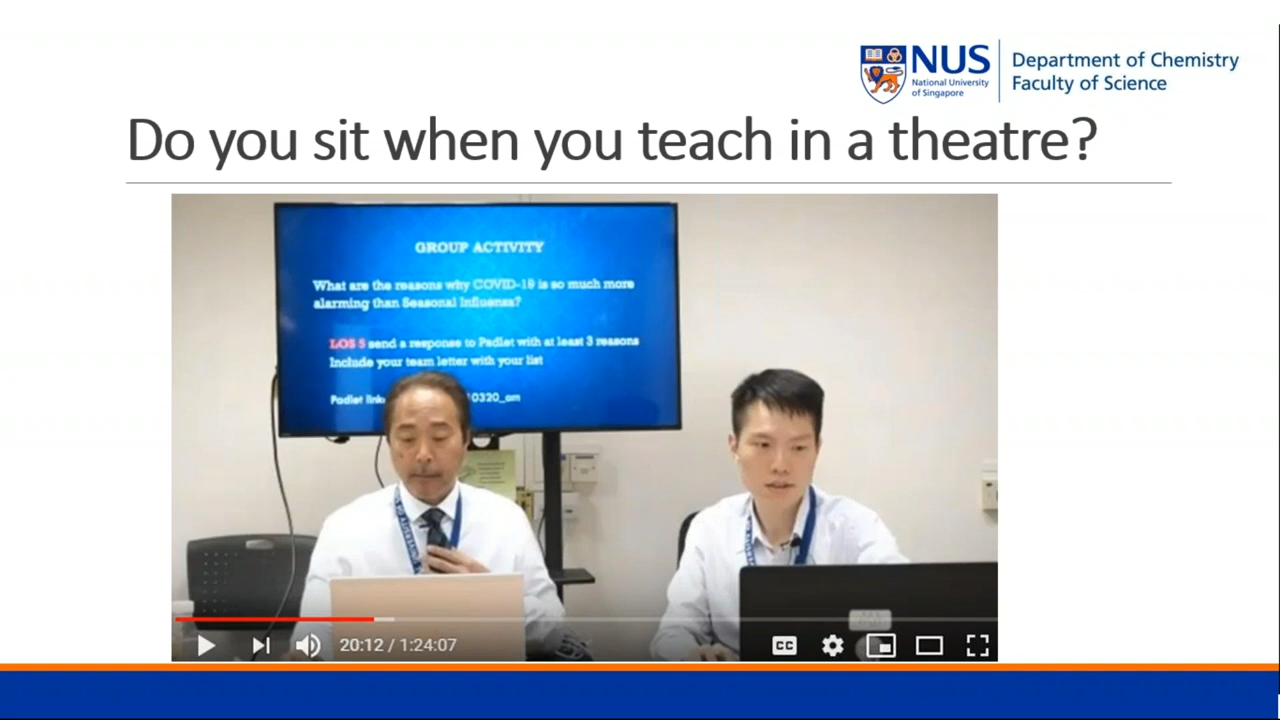 NUS
National University
of Singapore
Department of Chemistry
Faculty of Science
Do you sit when you teach in a theatre?
GROUP ACTIVITY
What are the reasons why COVID-19 is so much more
alarming than Seasonal Influenza?
LOS 5 send a response to Padlet with at least 3 reasons
Include your team letter with your list
Padlet link 0320_am
20:12 / 1:24:07
CC